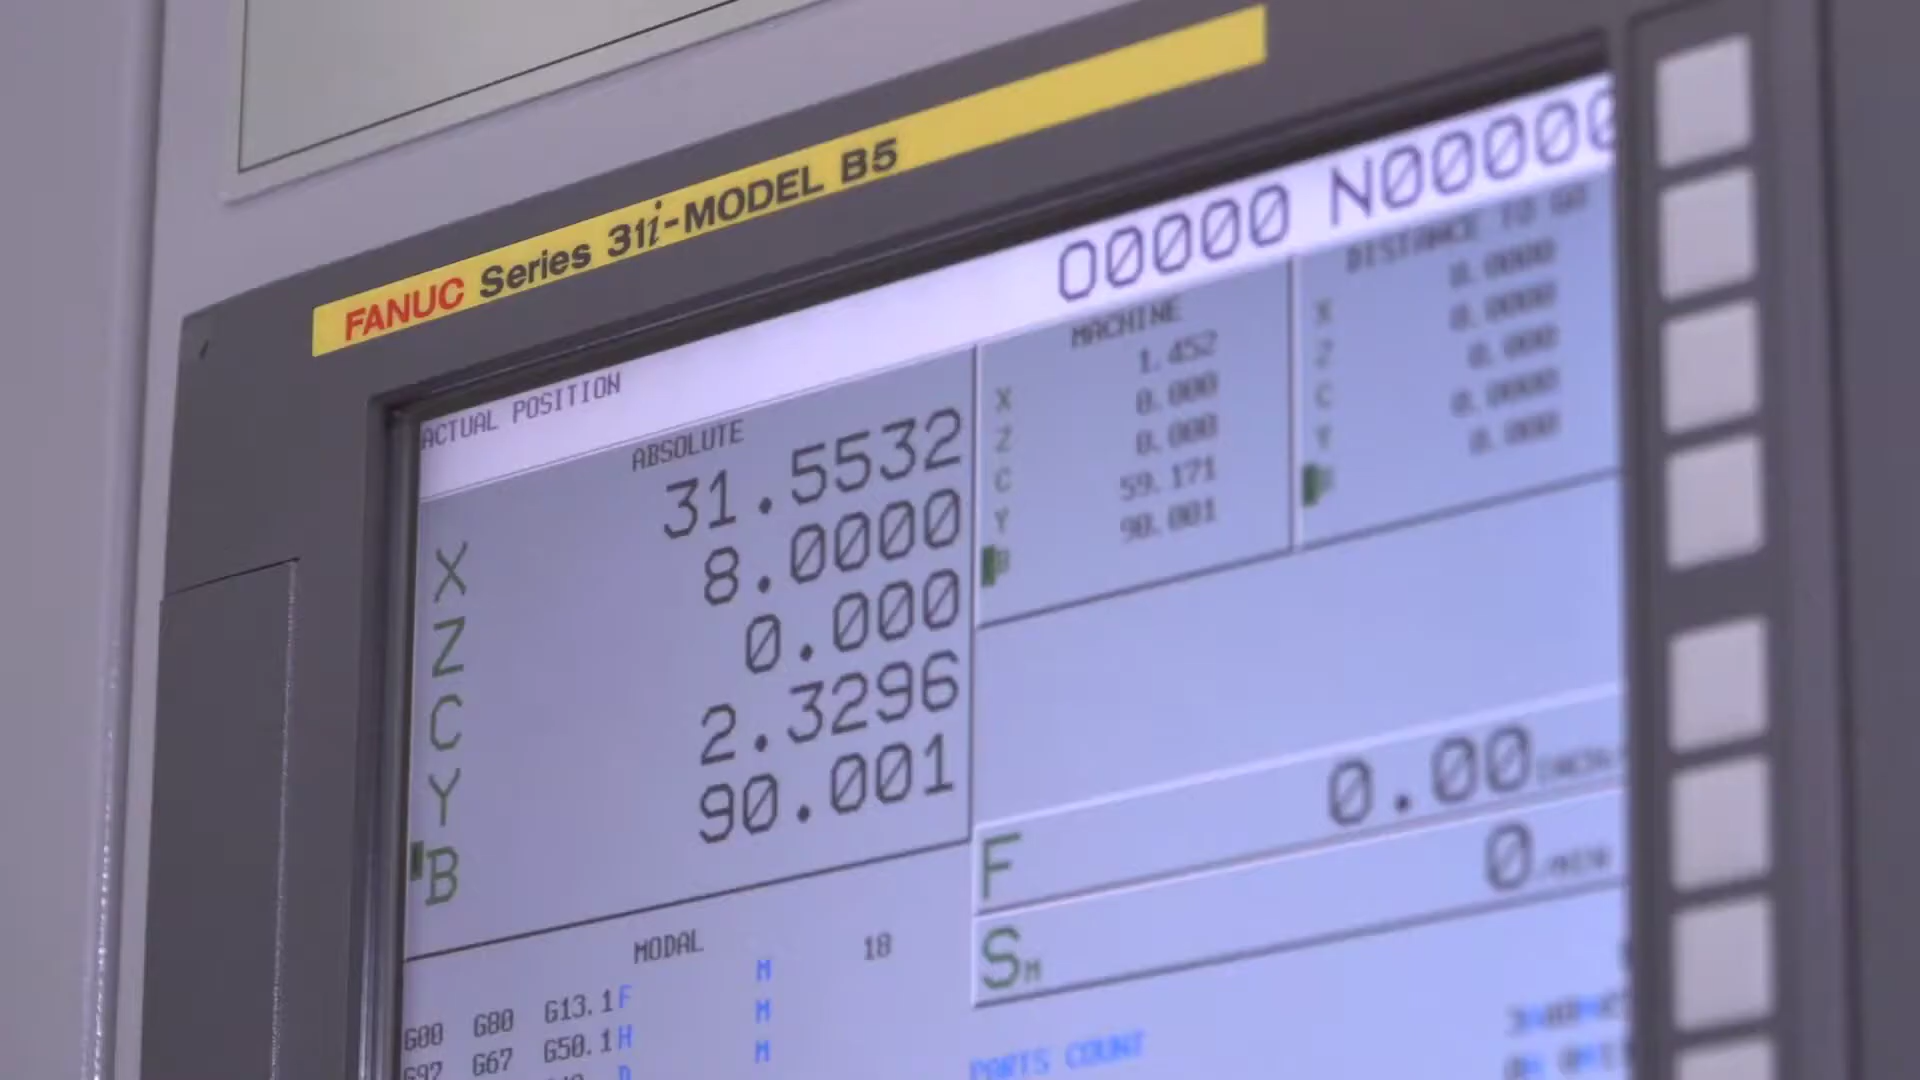 FANUC Series 31i-MODEL B5
O0000 N00000
ACTUAL POSITION
ABSOLUTE
X 31.5532
Z 8.0000
C 0.000
Y 2.3296
B 90.001
MACHINE
X 1.452
Z 0.000
C 0.000
Y 59.171
B 90.001
DISTANCE TO GO
X 0.0000
Z 0.0000
C 0.000
Y 0.0000
0.000
F 0.00
SM 0 /MIN
MODAL
G00 G80 G13.1 F M 18
G97 G67 G50.1 H M
D M
PARTS COUNT